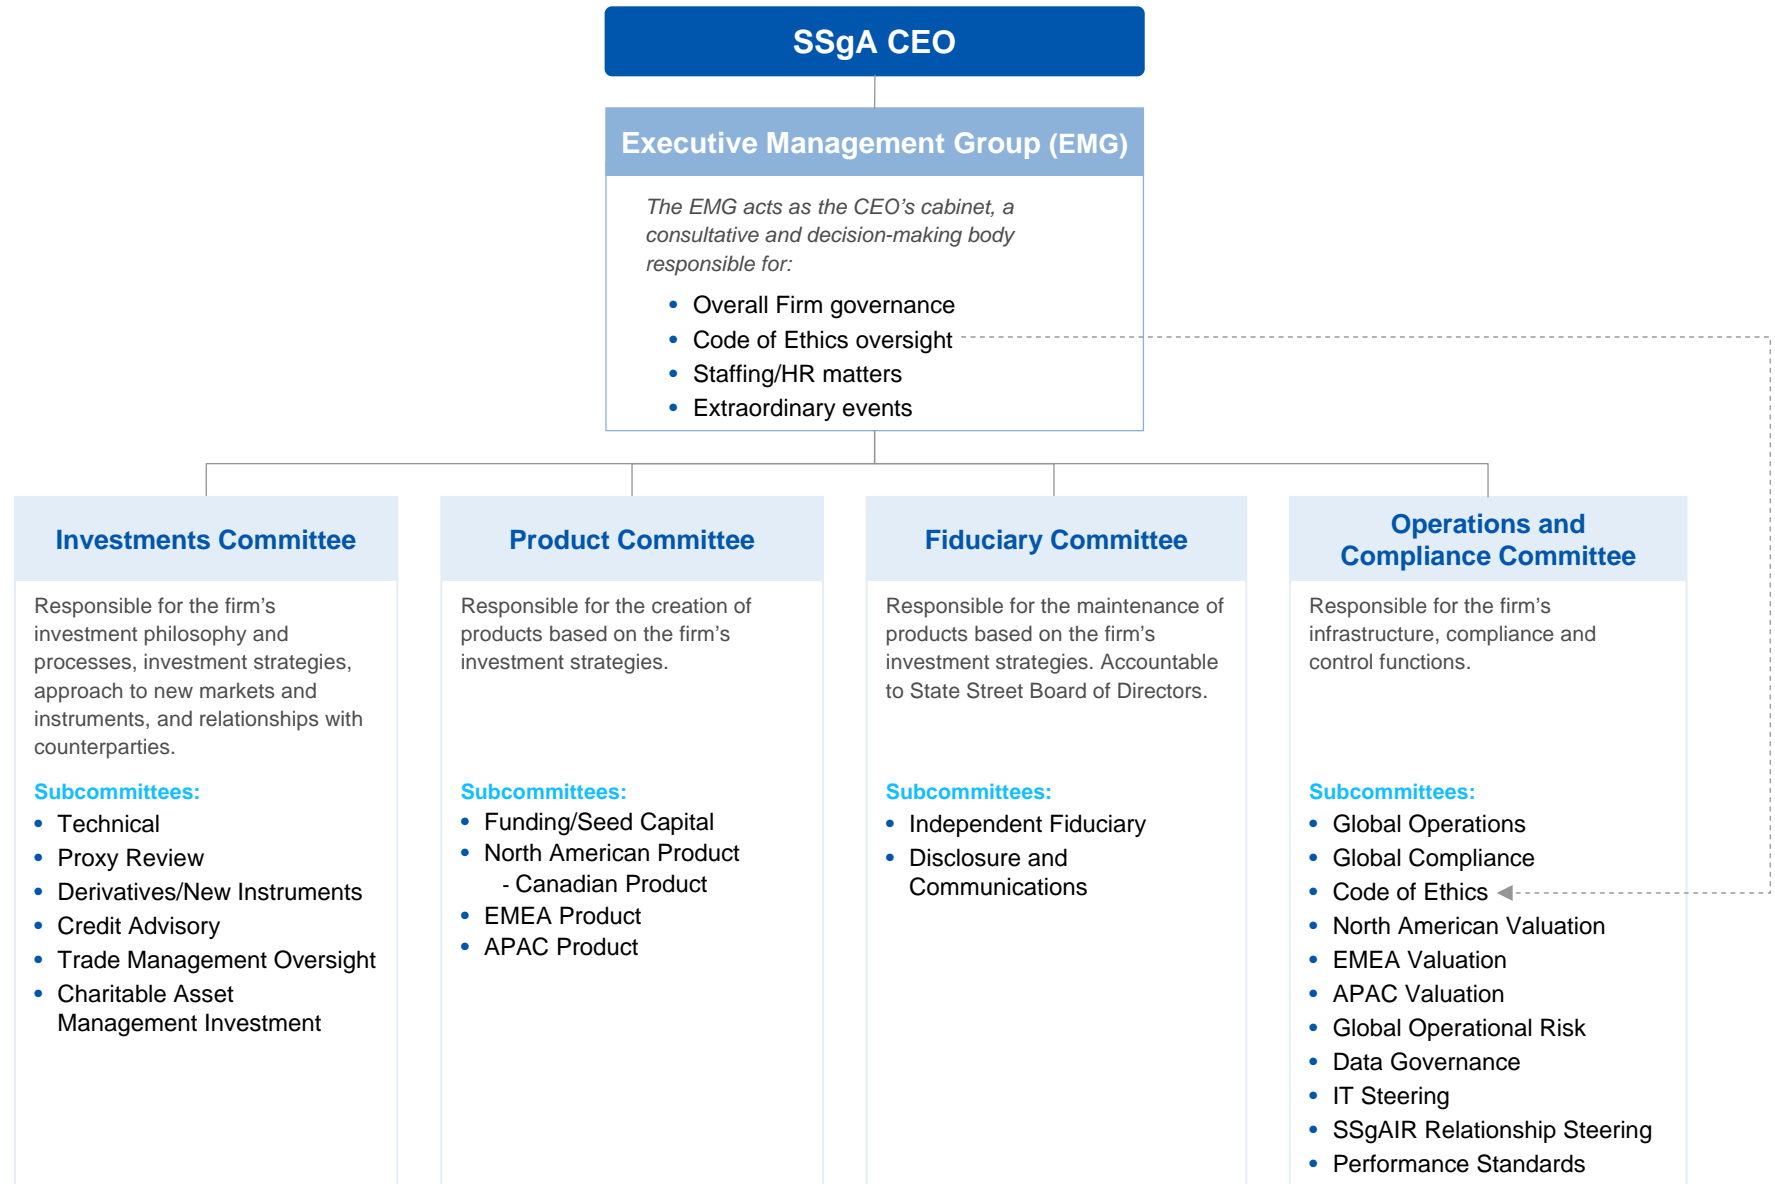 SSgA CEO
Executive Management Group (EMG)
The EMG acts as the CEO’s cabinet, a
consultative and decision-making body
responsible for:
• Overall Firm governance
• Code of Ethics oversight
• Staffing/HR matters
• Extraordinary events
Investments Committee
Responsible for the firm’s
investment philosophy and
processes, investment strategies,
approach to new markets and
instruments, and relationships with
counterparties.
Subcommittees:
• Technical
• Proxy Review
• Derivatives/New Instruments
• Credit Advisory
• Trade Management Oversight
• Charitable Asset
Management Investment
Product Committee
Responsible for the creation of
products based on the firm’s
investment strategies.
Subcommittees:
• Funding/Seed Capital
• North American Product
- Canadian Product
• EMEA Product
• APAC Product
Fiduciary Committee
Responsible for the maintenance of
products based on the firm’s
investment strategies. Accountable
to State Street Board of Directors.
Subcommittees:
• Independent Fiduciary
• Disclosure and
Communications
Operations and
Compliance Committee
Responsible for the firm’s
infrastructure, compliance and
control functions.
Subcommittees:
• Global Operations
• Global Compliance
• Code of Ethics
• North American Valuation
• EMEA Valuation
• APAC Valuation
• Global Operational Risk
• Data Governance
• IT Steering
• SSgAIR Relationship Steering
• Performance Standards